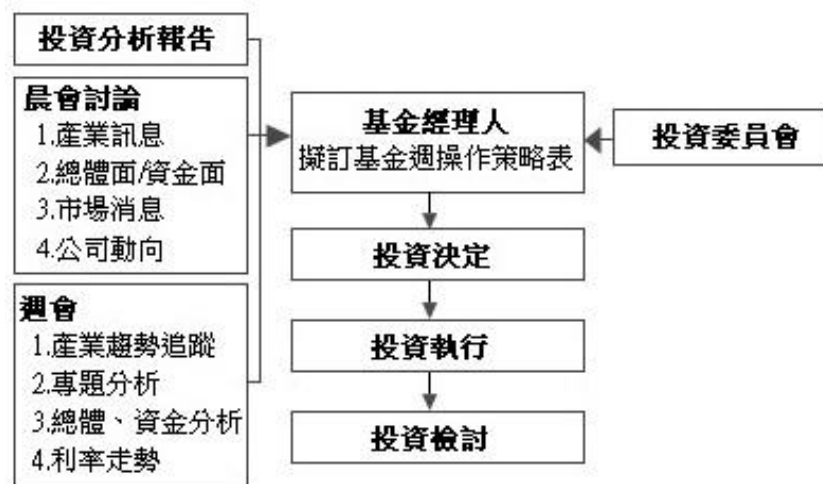 投資分析報告
晨會討論
1.產業訊息
2.總體面/資金面
3.市場消息
4.公司動向
週會
1.產業趨勢追蹤
2.專題分析
3.總體、資金分析
4.利率走勢
基金經理人
擬訂基金週操作策略表
投資委員會
投資決定
投資執行
投資檢討